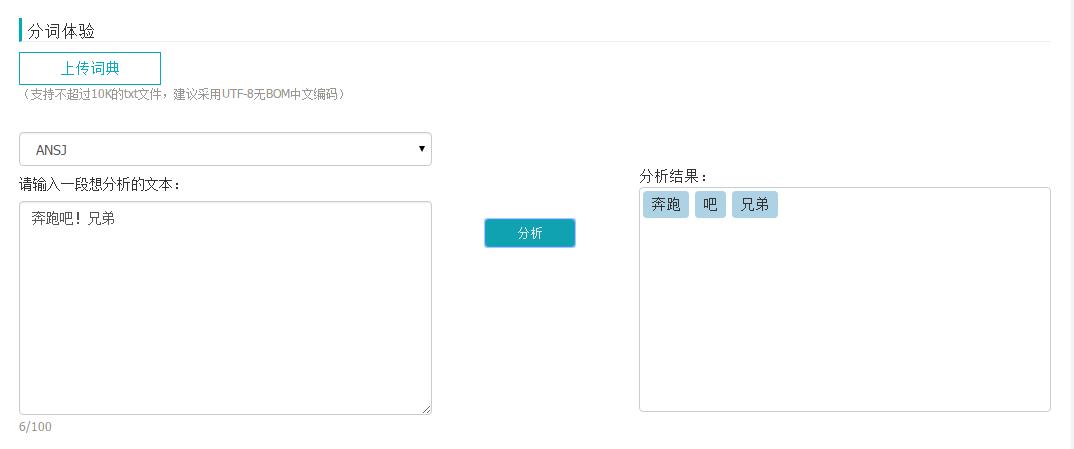 分词体验
上传词典
（支持不超过10K的txt文件，建议采用UTF-8无BOM中文编码）
ANSJ
请输入一段想分析的文本：
奔跑吧！兄弟
6/100
分析
分析结果：
奔跑 吧 兄弟